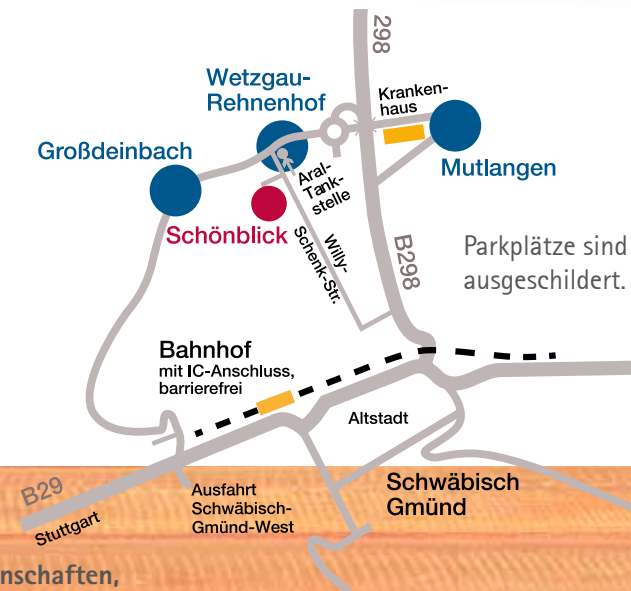 298
Wetzgau-
Rehnenhof
Kranken-
haus
Großdeinbach
Mutlangen
Aral-
Tank-
stelle
Schönblick
Willy-
Schenk-Str.
B298
Parkplätze sind
ausgeschildert.
Bahnhof
mit IC-Anschluss,
barrierefrei
Altstadt
B29
Stuttgart
Ausfahrt
Schwäbisch-
Gmünd-West
Schwäbisch
Gmünd
nschaften,